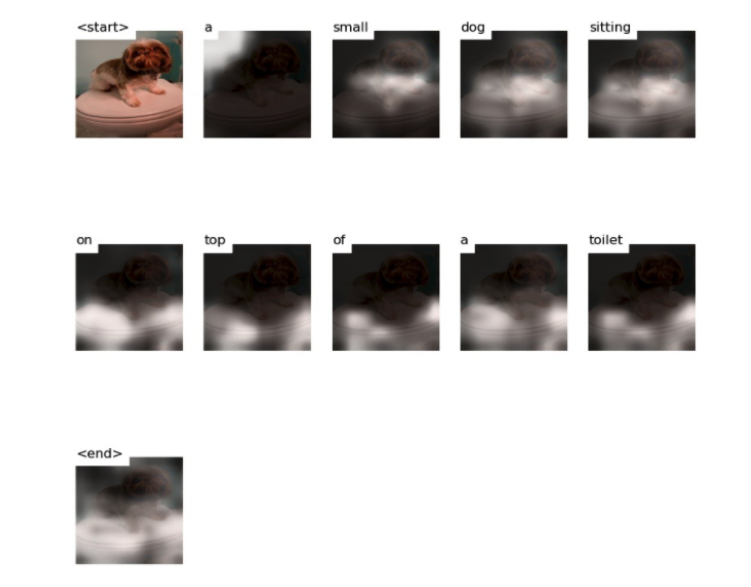 <start> a small dog sitting
on top of a toilet
<end>